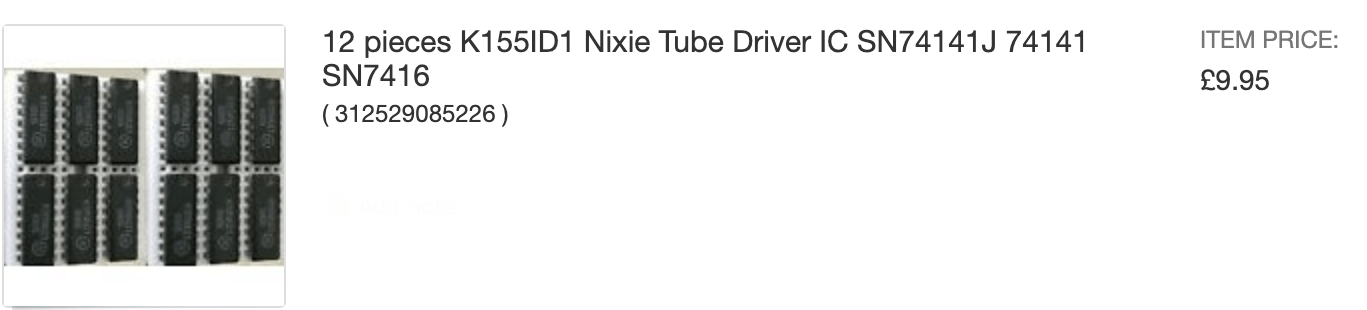 12 pieces K155ID1 Nixie Tube Driver IC SN74141J 74141
SN7416
( 312529085226 )
ITEM PRICE:
£9.95